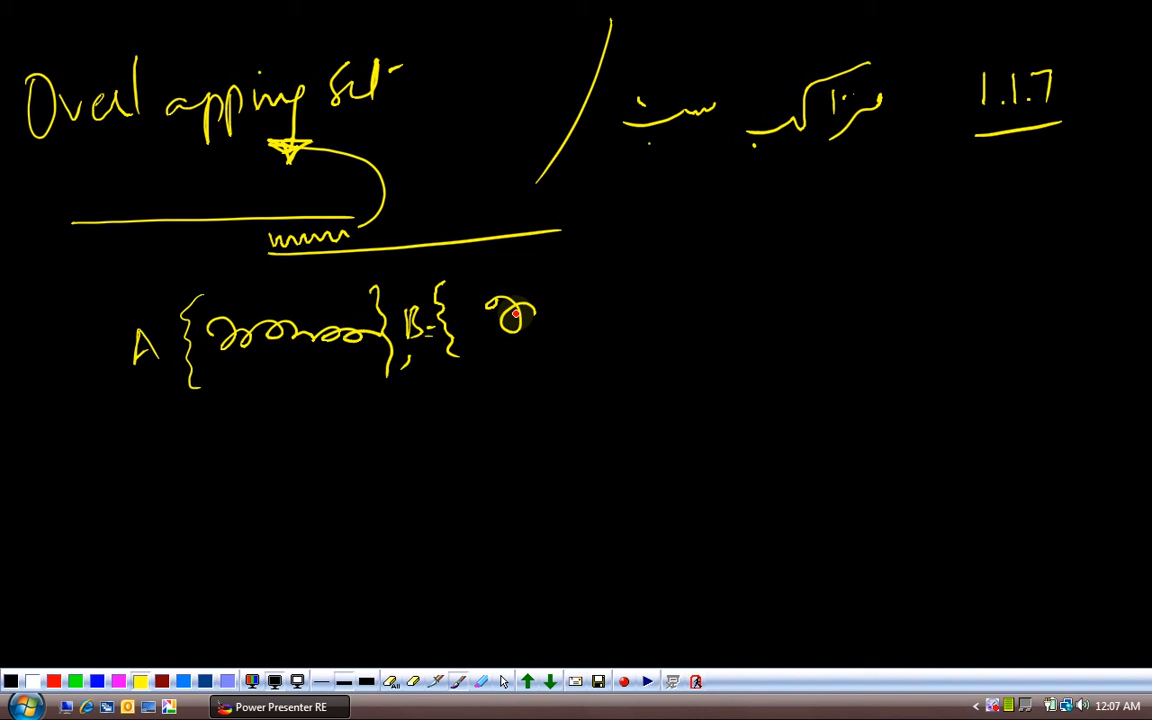 Overlapping Set متراکب سیٹ 1.1.7
A { } , B = {
Power Presenter RE
12:07 AM